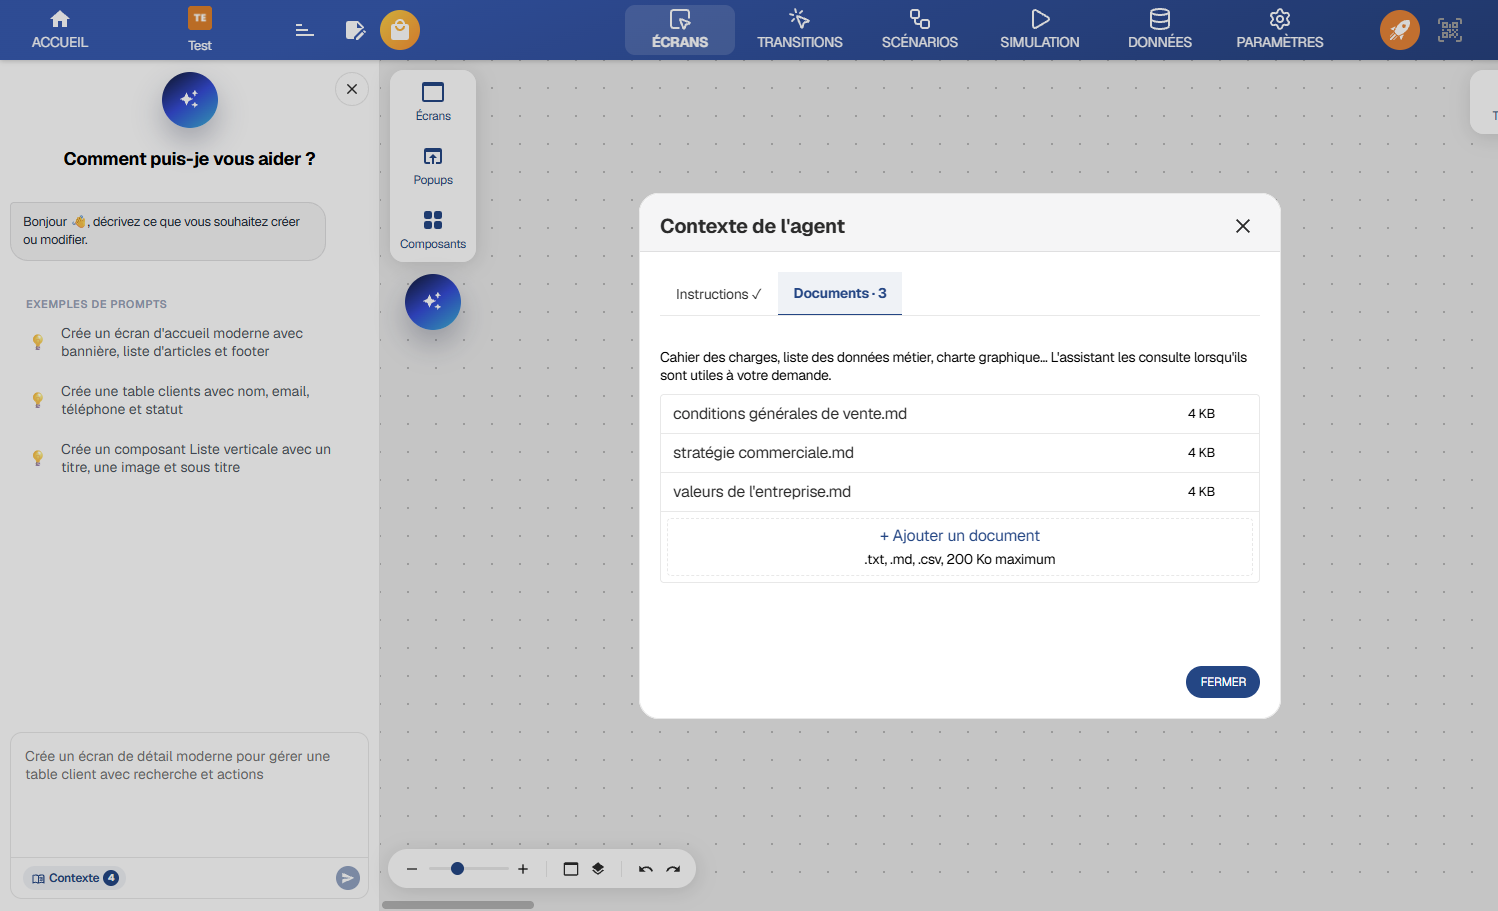 ACCUEIL
TE
Test
ÉCRANS
TRANSITIONS
SCÉNARIOS
SIMULATION
DONNÉES
PARAMÈTRES
Comment puis-je vous aider ?
Bonjour 👋, décrivez ce que vous souhaitez créer
ou modifier.
EXEMPLES DE PROMPTS
Crée un écran d'accueil moderne avec
bannière, liste d'articles et footer
Crée une table clients avec nom, email,
téléphone et statut
Crée un composant Liste verticale avec un
titre, une image et sous titre
Crée un écran de détail moderne pour gérer une
table client avec recherche et actions
Contexte 4
Écrans
Popups
Composants
T
Contexte de l'agent
Instructions ✓
Documents · 3
Cahier des charges, liste des données métier, charte graphique... L'assistant les consulte lorsqu'ils
sont utiles à votre demande.
conditions générales de vente.md 4 KB
stratégie commerciale.md 4 KB
valeurs de l'entreprise.md 4 KB
+ Ajouter un document
.txt, .md, .csv, 200 Ko maximum
FERMER